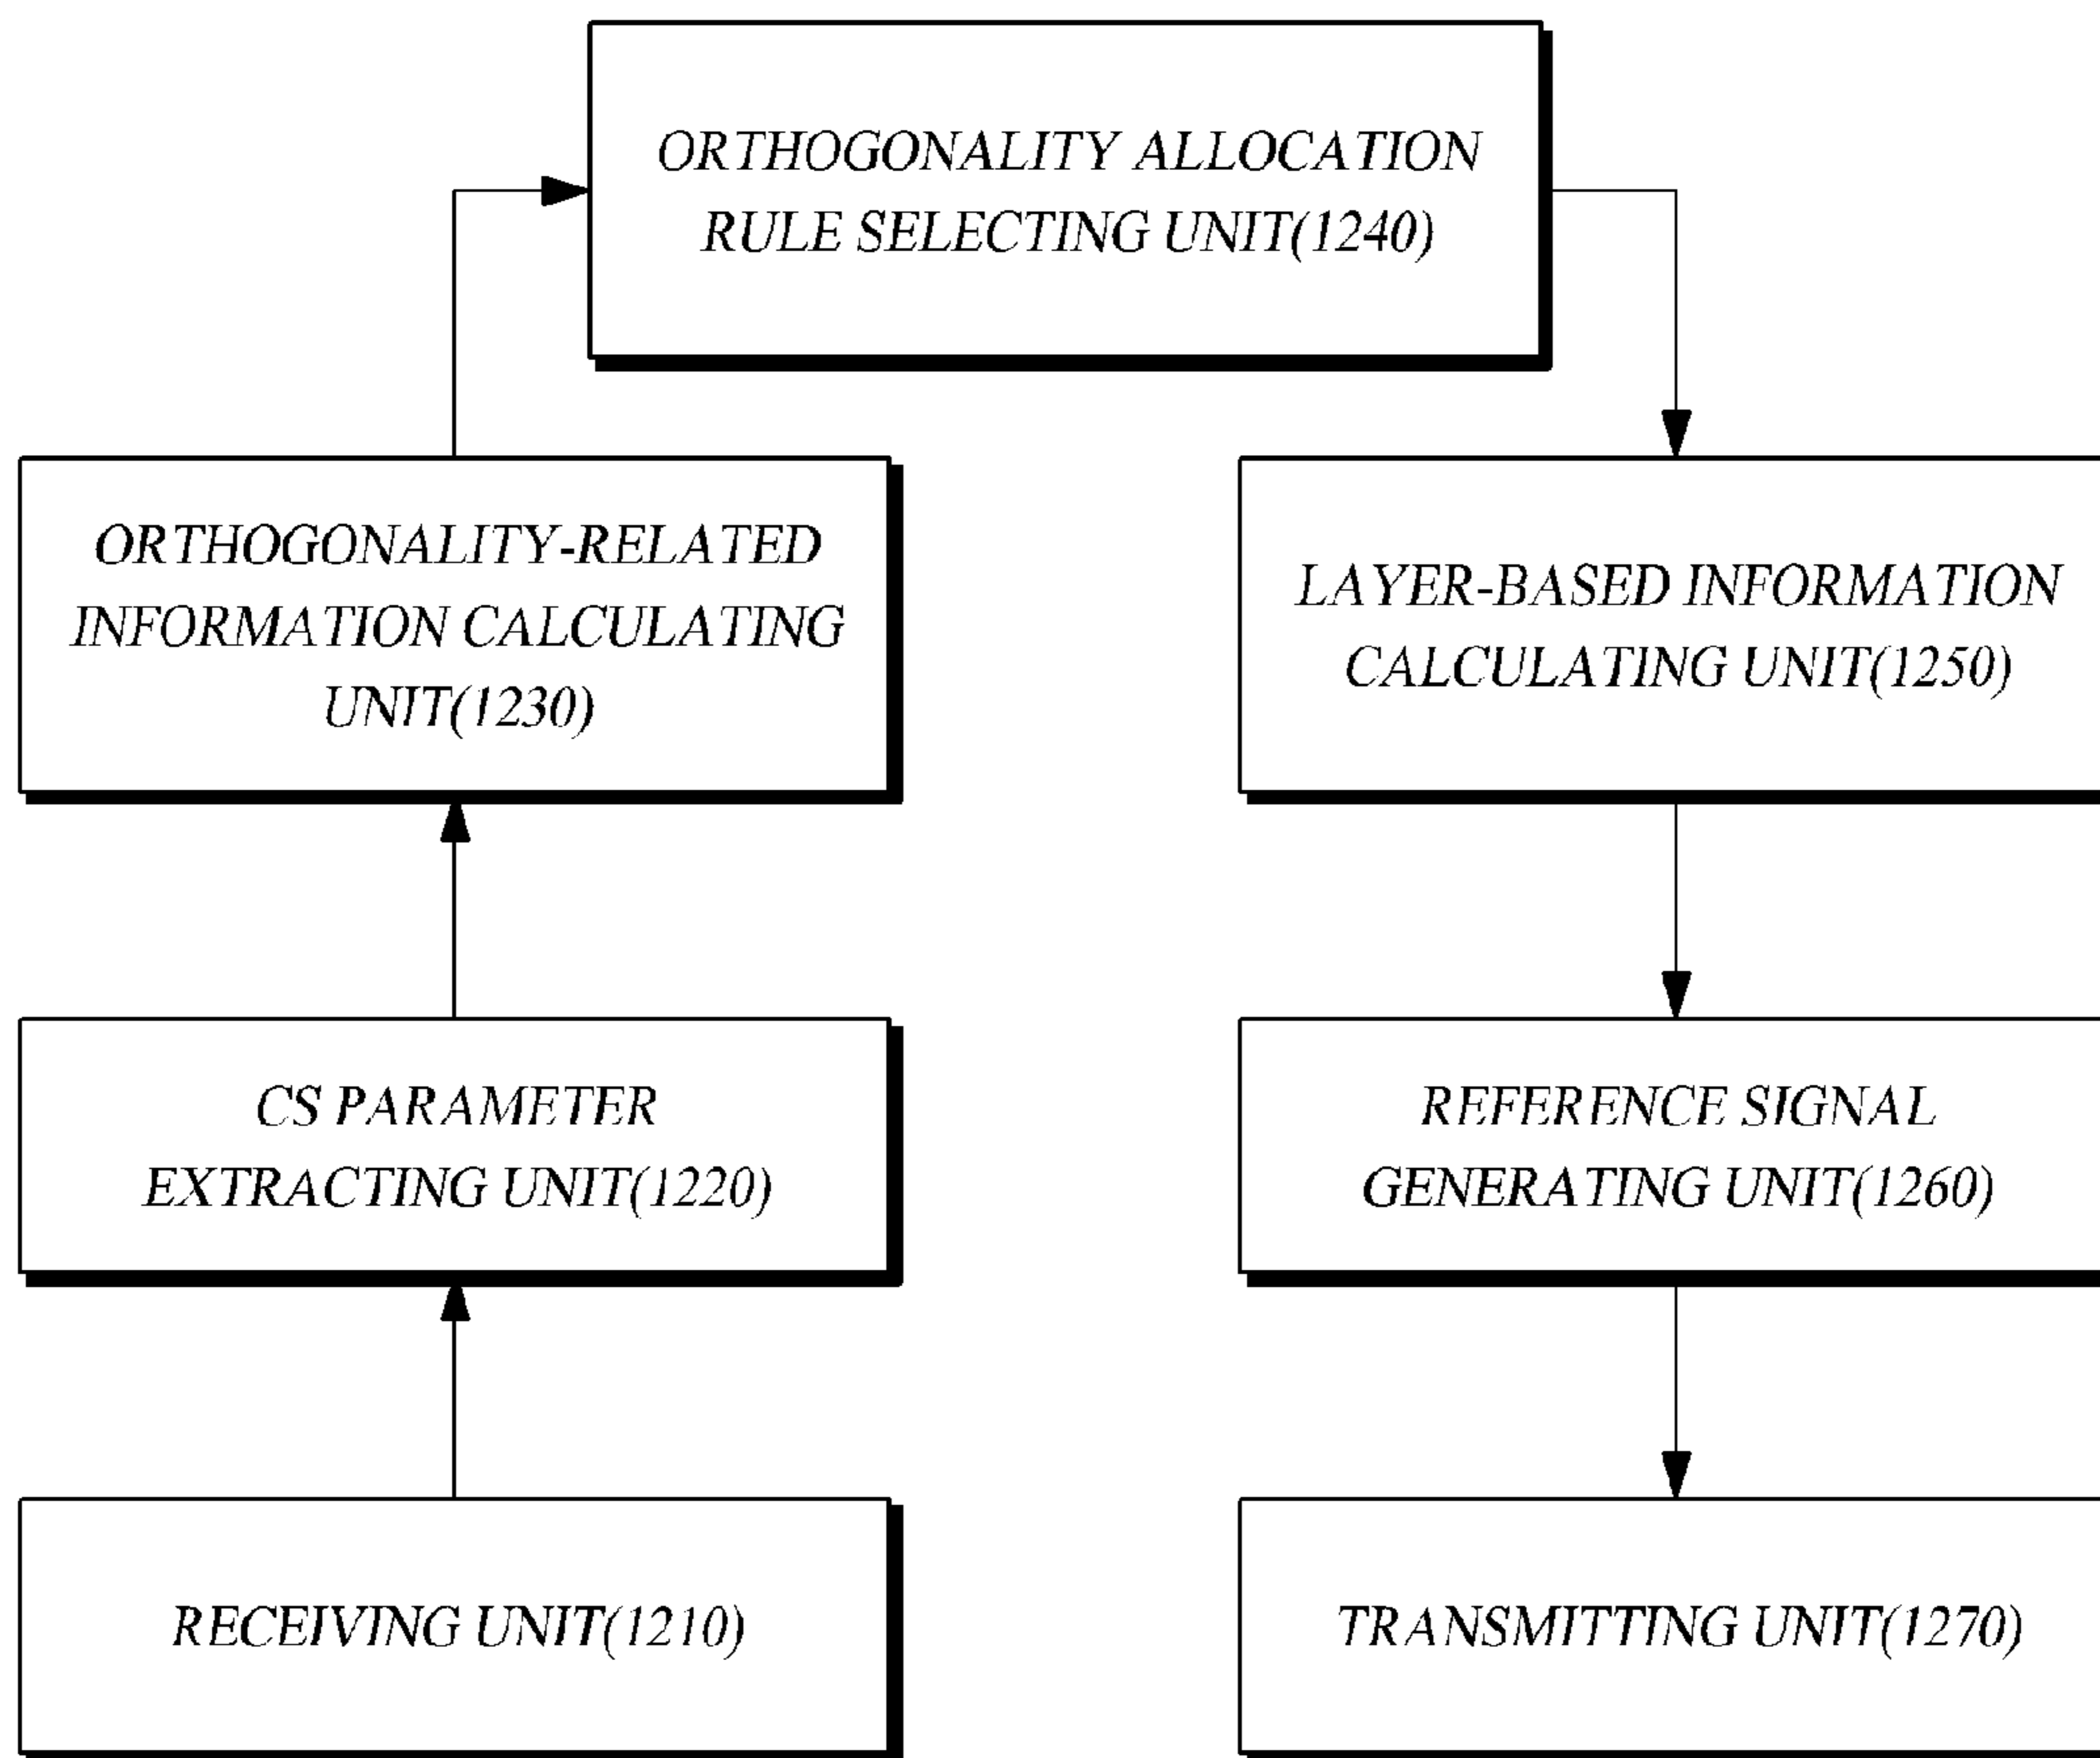 ORTHOGONALITY ALLOCATION
RULE SELECTING UNIT(1240)
ORTHOGONALITY-RELATED
INFORMATION CALCULATING
UNIT(1230)
LAYER-BASED INFORMATION
CALCULATING UNIT(1250)
CS PARAMETER
EXTRACTING UNIT(1220)
REFERENCE SIGNAL
GENERATING UNIT(1260)
RECEIVING UNIT(1210)
TRANSMITTING UNIT(1270)